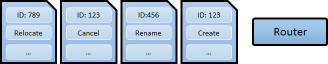 ID: 789
Relocate
...
ID: 123
Cancel
...
ID:456
Rename
...
ID: 123
Create
...
Router